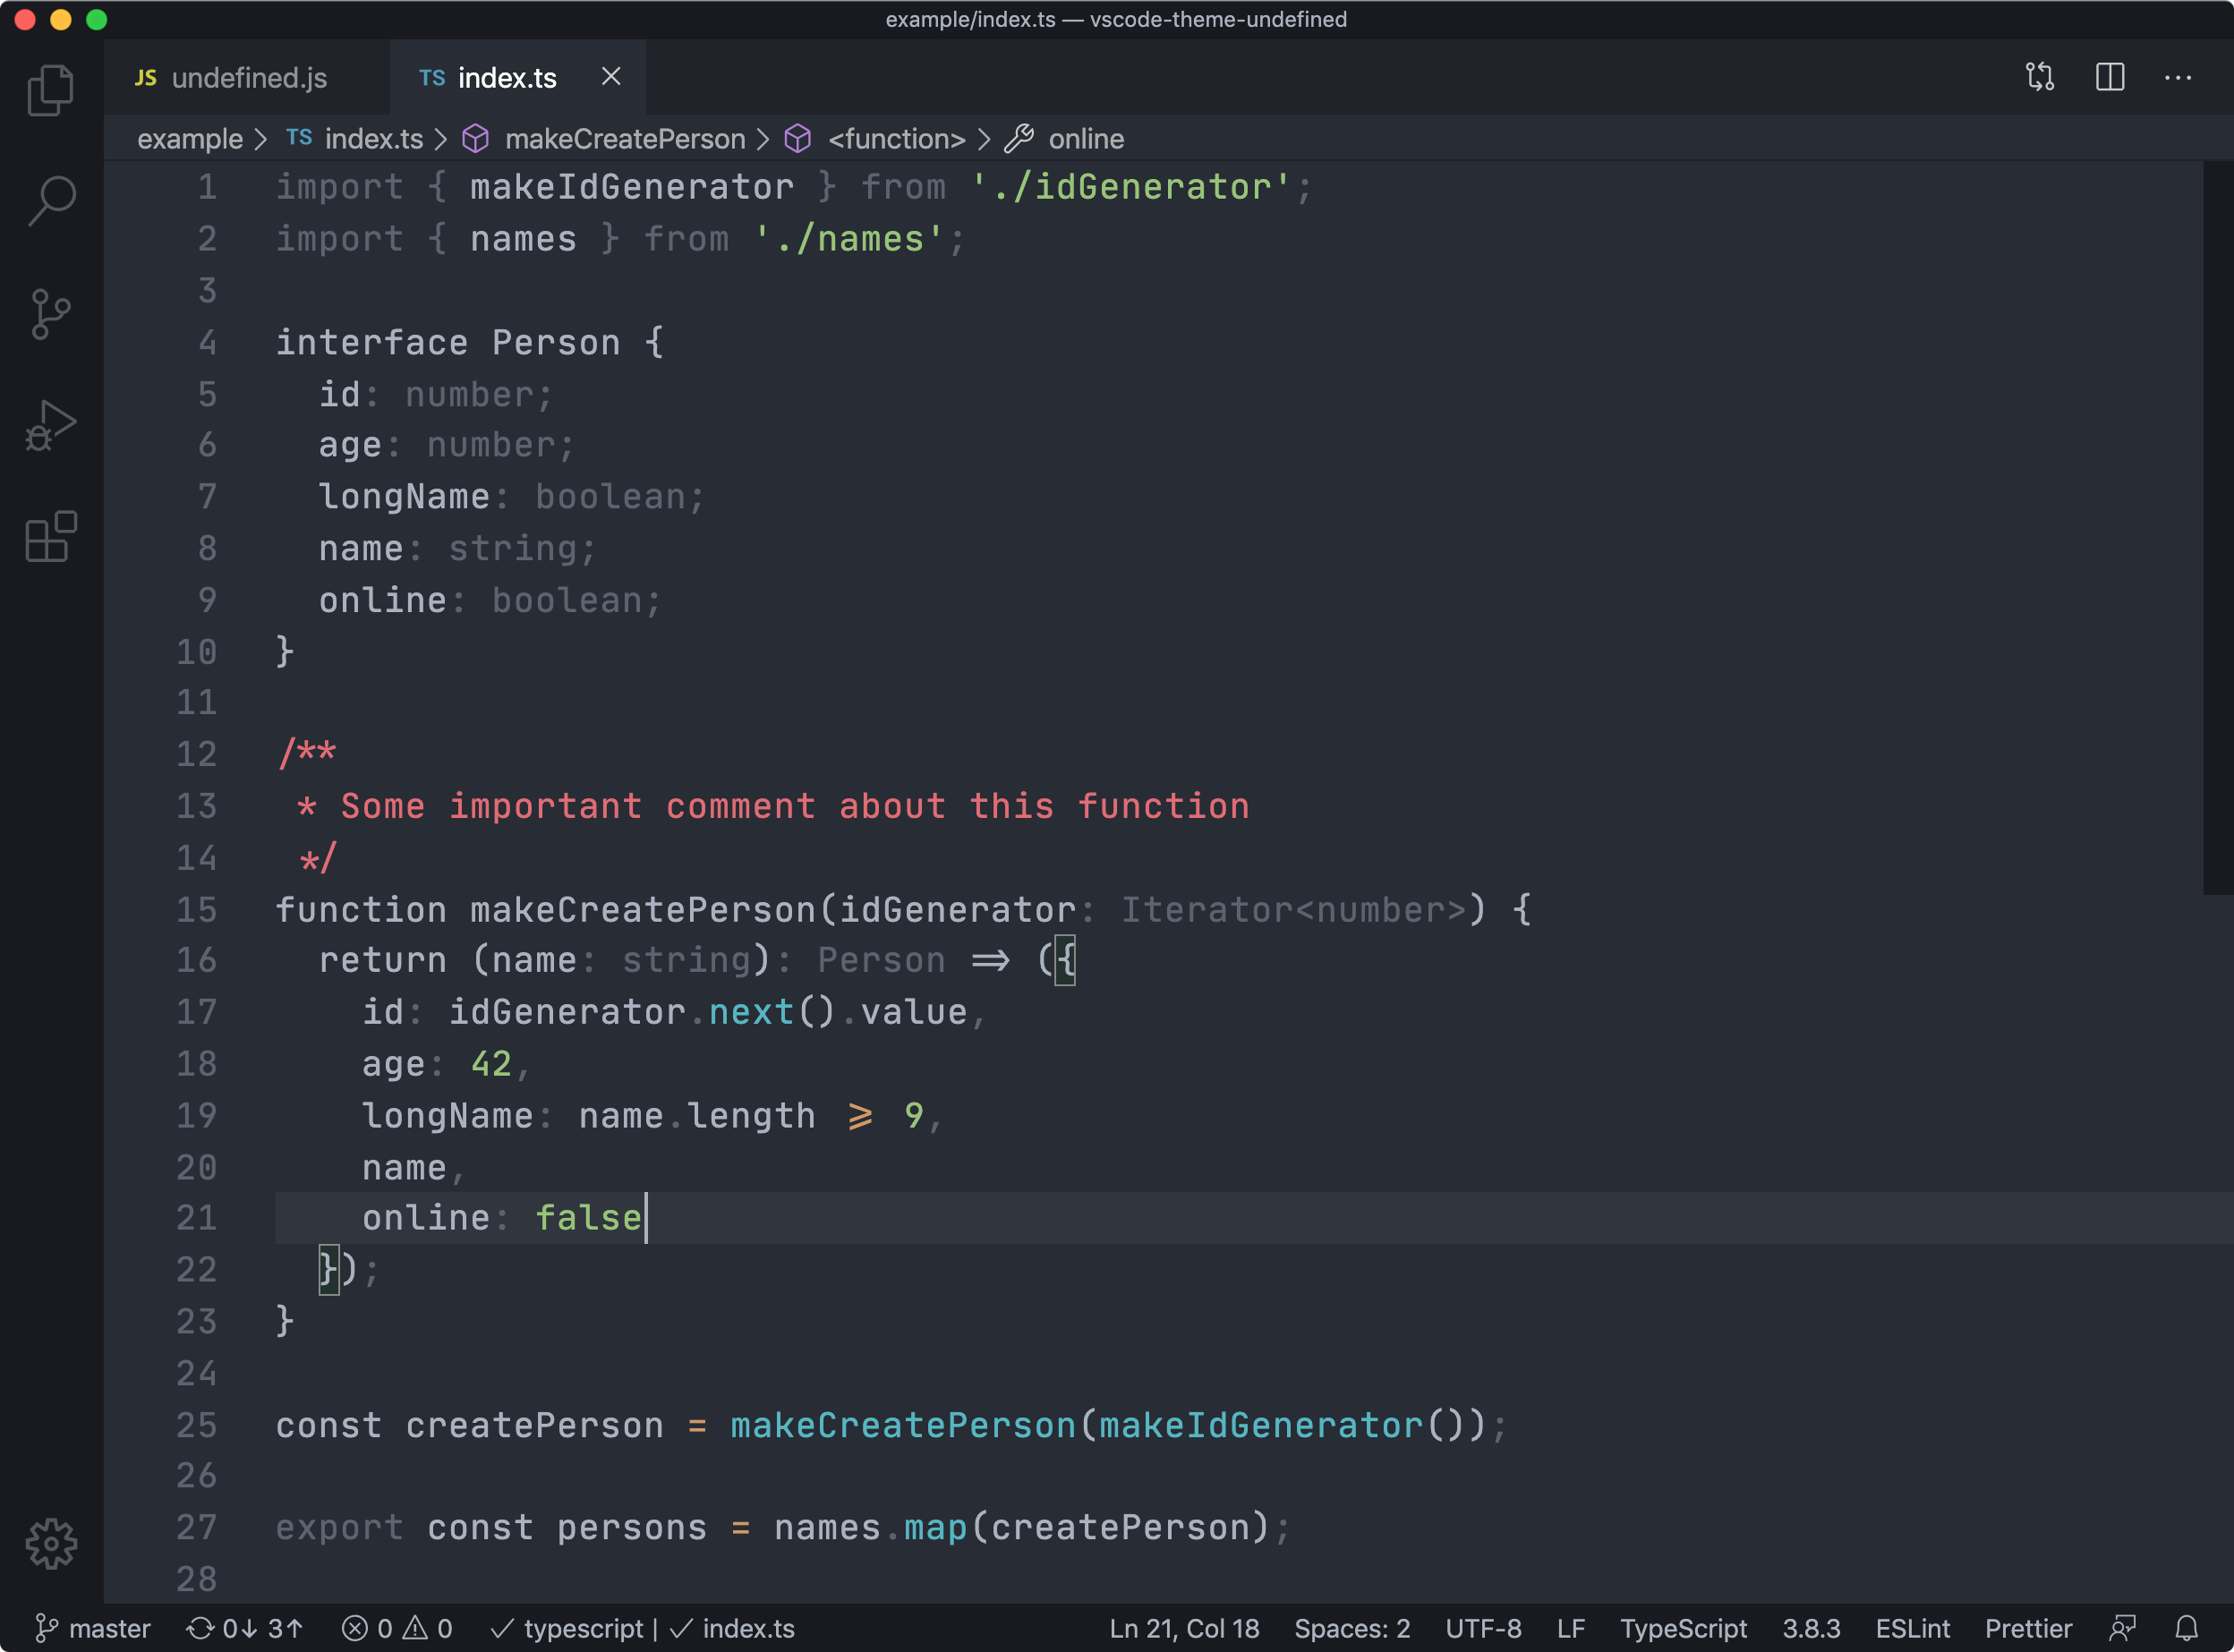 example/index.ts — vscode-theme-undefined
JS undefined.js TS index.ts
example TS index.ts makeCreatePerson <function> online
1 import { makeIdGenerator } from './idGenerator';
2 import { names } from './names';
3
4 interface Person {
5   id: number;
6   age: number;
7   longName: boolean;
8   name: string;
9   online: boolean;
10 }
11
12 /**
13  * Some important comment about this function
14  */
15 function makeCreatePerson(idGenerator: Iterator<number>) {
16   return (name: string): Person ⇒ ({
17     id: idGenerator.next().value,
18     age: 42,
19     longName: name.length ⩾ 9,
20     name,
21     online: false
22   });
23 }
24
25 const createPerson = makeCreatePerson(makeIdGenerator());
26
27 export const persons = names.map(createPerson);
28
master 0↓ 3↑ 0 0 ✓ typescript | ✓ index.ts Ln 21, Col 18 Spaces: 2 UTF-8 LF TypeScript 3.8.3 ESLint Prettier